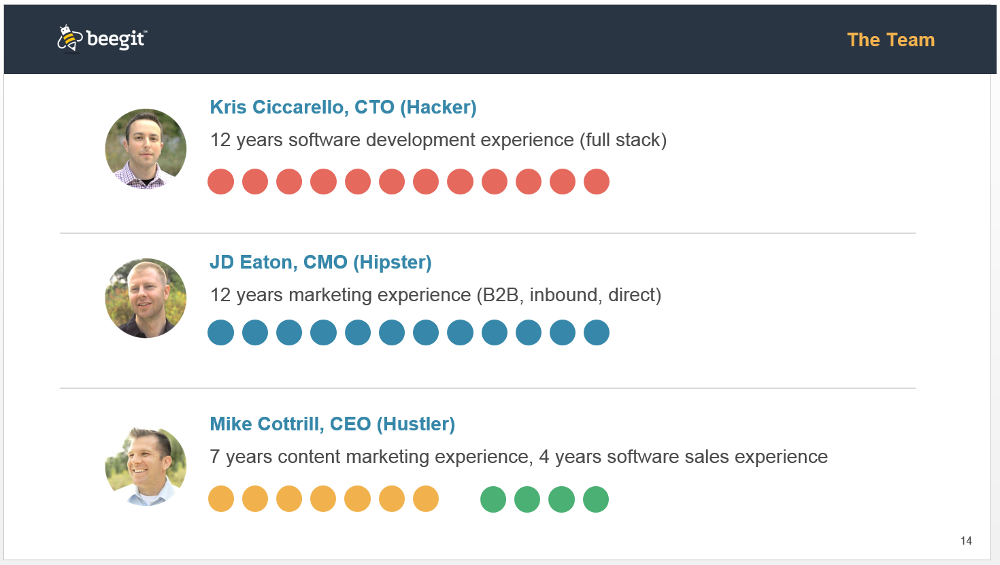 beegit™
The Team
Kris Ciccarello, CTO (Hacker)
12 years software development experience (full stack)
JD Eaton, CMO (Hipster)
12 years marketing experience (B2B, inbound, direct)
Mike Cottrill, CEO (Hustler)
7 years content marketing experience, 4 years software sales experience
14